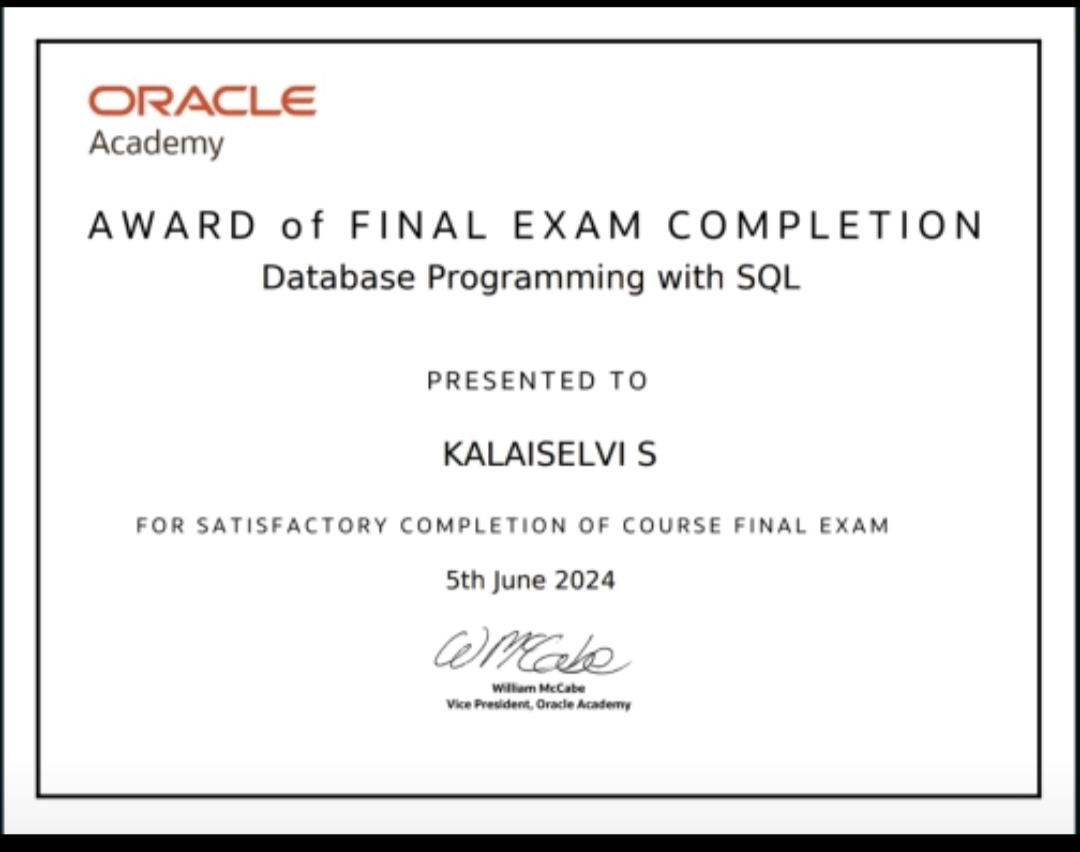 ORACLE
Academy
AWARD of FINAL EXAM COMPLETION
Database Programming with SQL
PRESENTED TO
KALAISELVI S
FOR SATISFACTORY COMPLETION OF COURSE FINAL EXAM
5th June 2024
W McCabe
William McCabe
Vice President, Oracle Academy